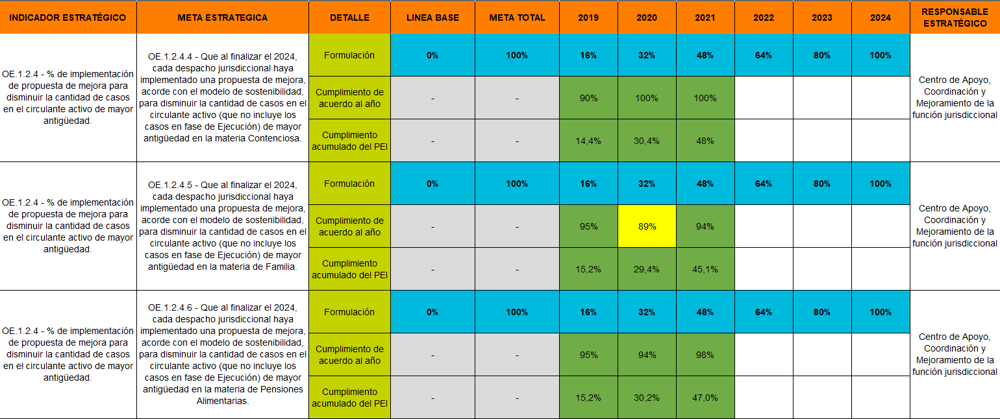 INDICADOR ESTRATÉGICO
META ESTRATEGICA
DETALLE
LINEA BASE
META TOTAL
2019
2020
2021
2022
2023
2024
RESPONSABLE
ESTRATÉGICO
OE.1.2.4 - % de implementación
de propuesta de mejora para
disminuir la cantidad de casos
en el circulante activo de mayor
antigüedad.
OE.1.2.4.4 - Que al finalizar el 2024,
cada despacho jurisdiccional haya
implementado una propuesta de mejora,
acorde con el modelo de sostenibilidad,
para disminuir la cantidad de casos en el
circulante activo (que no incluye los
casos en fase de Ejecución) de mayor
antigüedad en la materia Contenciosa.
Formulación
0%
100%
16%
32%
48%
64%
80%
100%
Cumplimiento de
acuerdo al año
-
-
90%
100%
100%
Cumplimiento
acumulado del PEI
-
-
14,4%
30,4%
48%
Centro de Apoyo,
Coordinación y
Mejoramiento de la
función jurisdiccional
OE.1.2.4 - % de implementación
de propuesta de mejora para
disminuir la cantidad de casos
en el circulante activo de mayor
antigüedad.
OE.1.2.4.5 - Que al finalizar el 2024,
cada despacho jurisdiccional haya
implementado una propuesta de mejora,
acorde con el modelo de sostenibilidad,
para disminuir la cantidad de casos en el
circulante activo (que no incluye los
casos en fase de Ejecución) de mayor
antigüedad en la materia de Familia.
Formulación
0%
100%
16%
32%
48%
64%
80%
100%
Cumplimiento de
acuerdo al año
-
-
95%
89%
94%
Cumplimiento
acumulado del PEI
-
-
15,2%
29,4%
45,1%
Centro de Apoyo,
Coordinación y
Mejoramiento de la
función jurisdiccional
OE.1.2.4 - % de implementación
de propuesta de mejora para
disminuir la cantidad de casos
en el circulante activo de mayor
antigüedad.
OE.1.2.4.6 - Que al finalizar el 2024,
cada despacho jurisdiccional haya
implementado una propuesta de mejora,
acorde con el modelo de sostenibilidad,
para disminuir la cantidad de casos en el
circulante activo (que no incluye los
casos en fase de Ejecución) de mayor
antigüedad en la materia de Pensiones
Alimentarias.
Formulación
0%
100%
16%
32%
48%
64%
80%
100%
Cumplimiento de
acuerdo al año
-
-
95%
94%
98%
Cumplimiento
acumulado del PEI
-
-
15,2%
30,2%
47,0%
Centro de Apoyo,
Coordinación y
Mejoramiento de la
función jurisdiccional